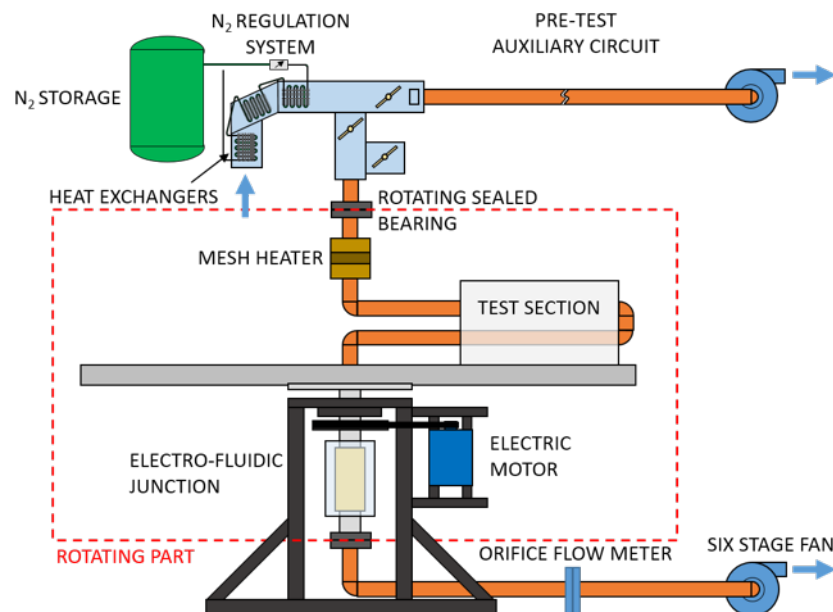 N₂ REGULATION
SYSTEM
PRE-TEST
AUXILIARY CIRCUIT
N₂ STORAGE
HEAT EXCHANGERS
ROTATING SEALED
BEARING
MESH HEATER
TEST SECTION
ELECTRO-FLUIDIC
JUNCTION
ELECTRIC
MOTOR
ROTATING PART
ORIFICE FLOW METER
SIX STAGE FAN